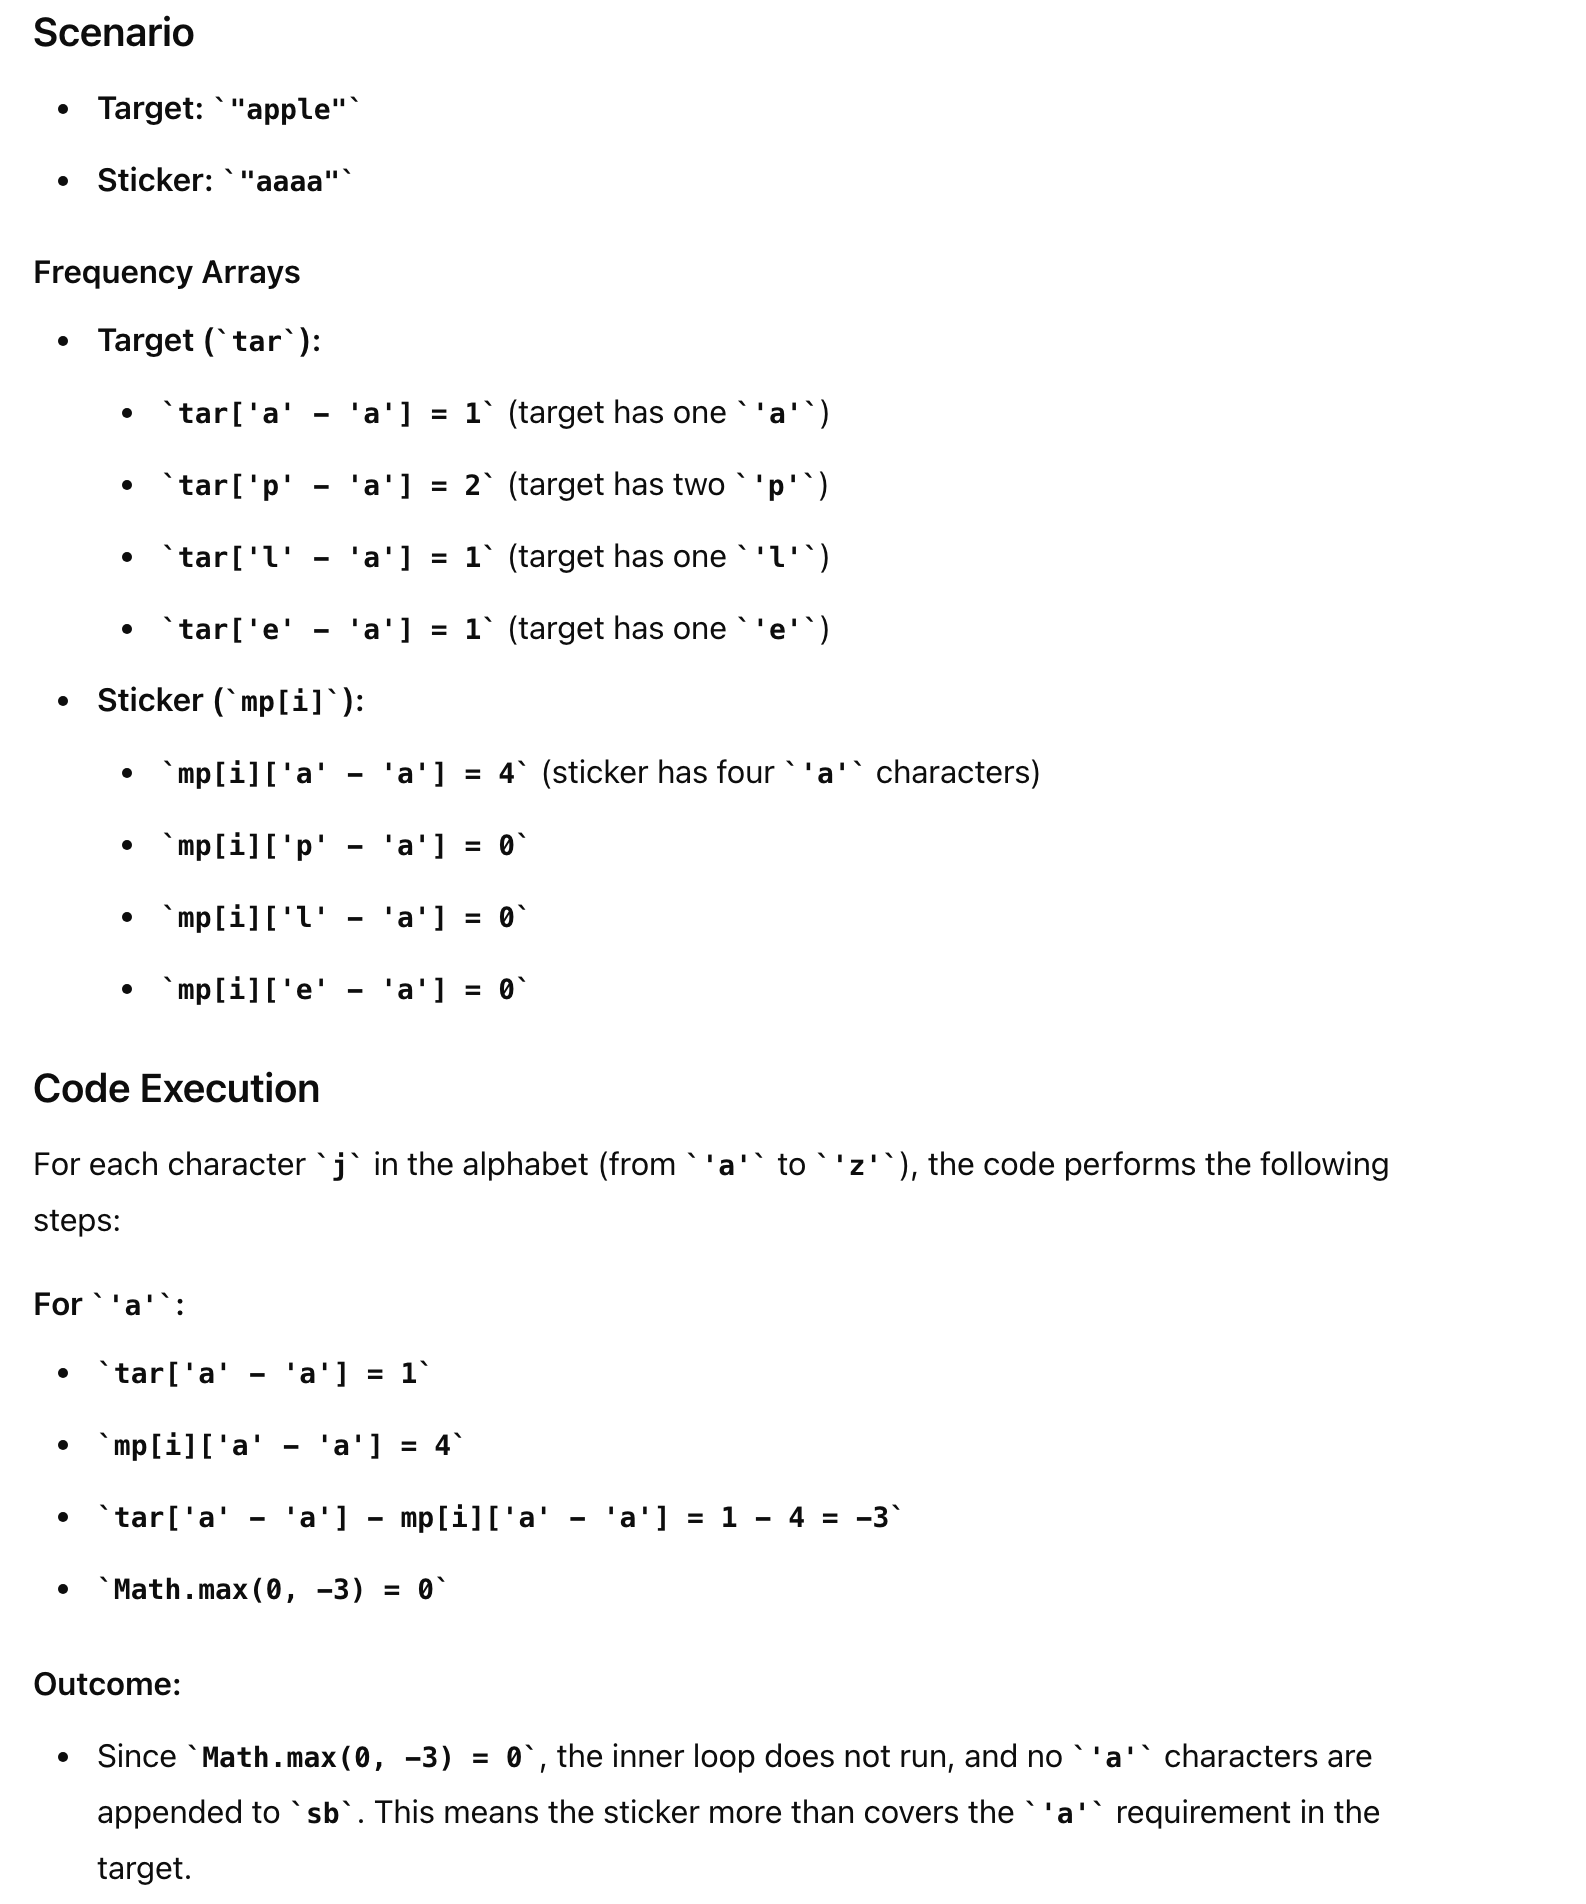 Scenario
• Target: `"apple"`
• Sticker: `"aaaa"`
Frequency Arrays
• Target (`tar`):
• `tar['a' - 'a'] = 1` (target has one `'a'`)
• `tar['p' - 'a'] = 2` (target has two `'p'`)
• `tar['l' - 'a'] = 1` (target has one `'l'`)
• `tar['e' - 'a'] = 1` (target has one `'e'`)
• Sticker (`mp[i]`):
• `mp[i]['a' - 'a'] = 4` (sticker has four `'a'` characters)
• `mp[i]['p' - 'a'] = 0`
• `mp[i]['l' - 'a'] = 0`
• `mp[i]['e' - 'a'] = 0`
Code Execution
For each character `j` in the alphabet (from `'a'` to `'z'`), the code performs the following
steps:
For `'a'`:
• `tar['a' - 'a'] = 1`
• `mp[i]['a' - 'a'] = 4`
• `tar['a' - 'a'] - mp[i]['a' - 'a'] = 1 - 4 = -3`
• `Math.max(0, -3) = 0`
Outcome:
• Since `Math.max(0, -3) = 0`, the inner loop does not run, and no `'a'` characters are
appended to `sb`. This means the sticker more than covers the `'a'` requirement in the
target.